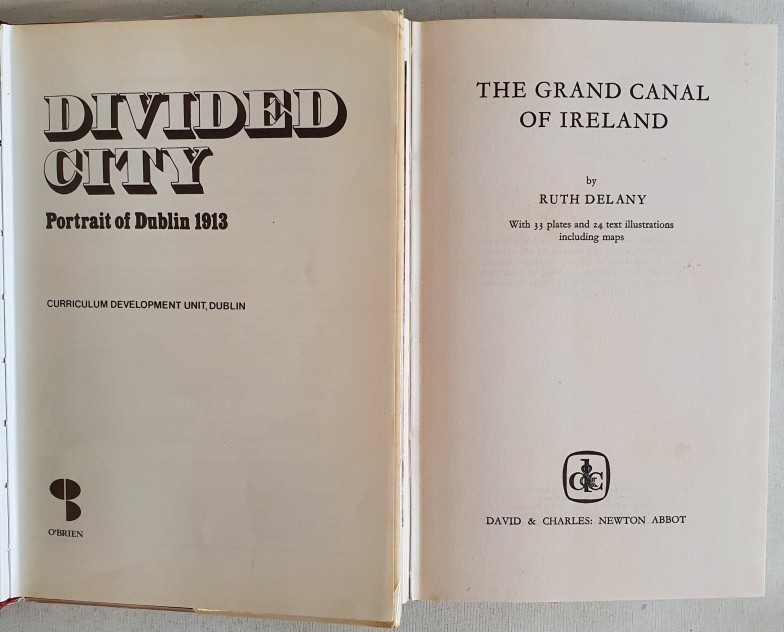 DIVIDED
CITY
Portrait of Dublin 1913
CURRICULUM DEVELOPMENT UNIT, DUBLIN
O'BRIEN
THE GRAND CANAL
OF IRELAND
by
RUTH DELANY
With 33 plates and 24 text illustrations
including maps
DAVID & CHARLES: NEWTON ABBOT